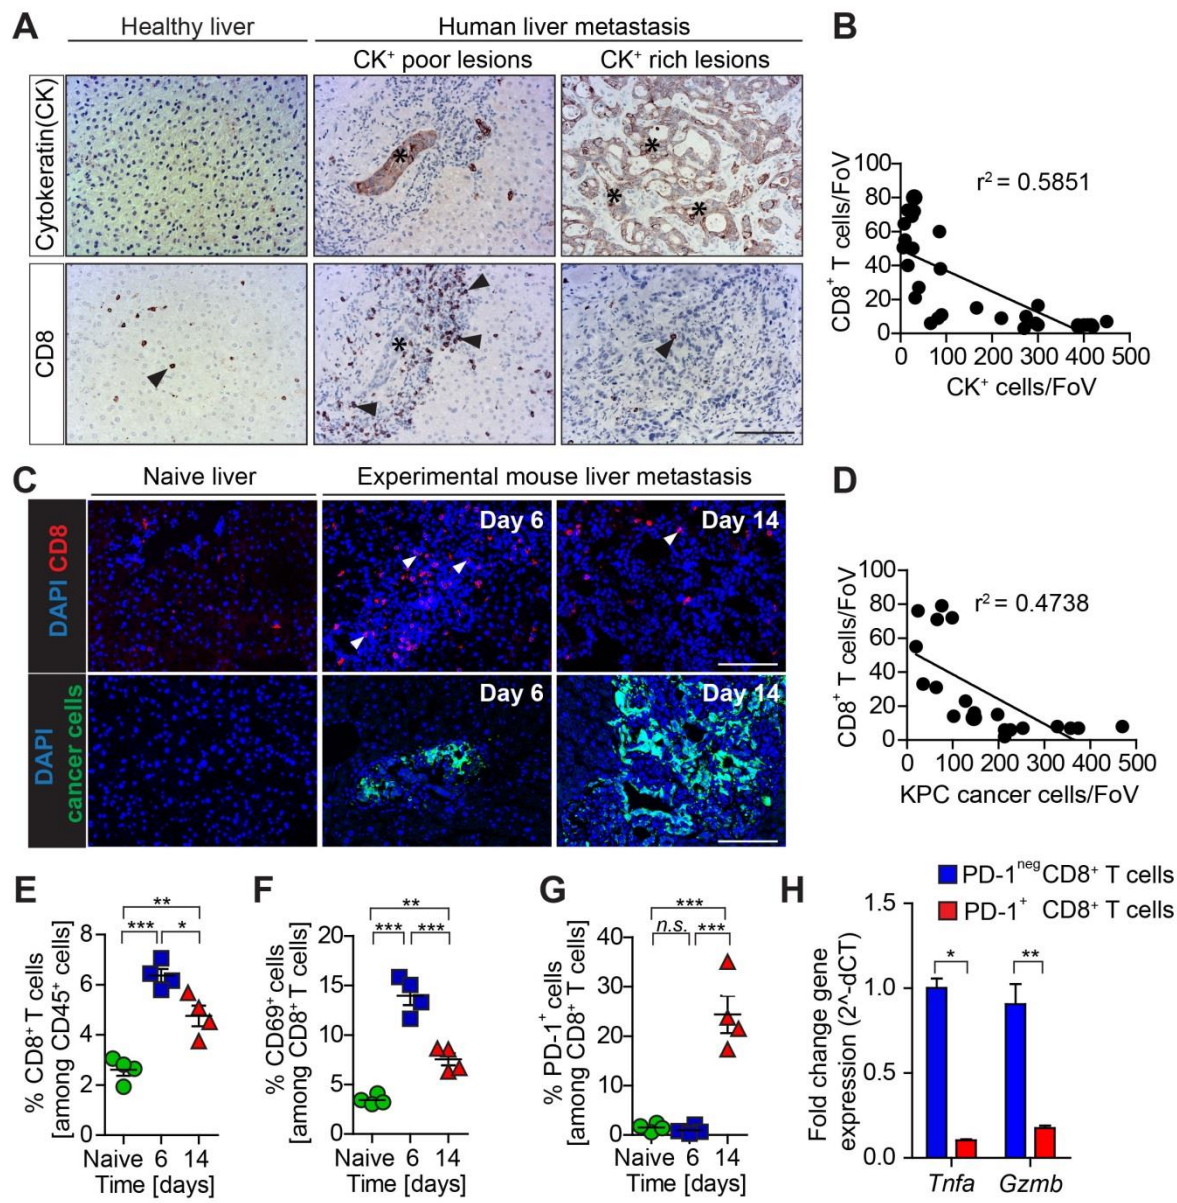 A
Healthy liver
Human liver metastasis
CK⁺ poor lesions
CK⁺ rich lesions
Cytokeratin(CK)
*
*
*
*
CD8
*
B
r² = 0.5851
100
80
60
40
20
0
CD8⁺ T cells/FoV
0 100 200 300 400 500
CK⁺ cells/FoV
C
Naive liver
Experimental mouse liver metastasis
DAPI CD8
Day 6
Day 14
DAPI
cancer cells
Day 6
Day 14
D
r² = 0.4738
100
80
60
40
20
0
CD8⁺ T cells/FoV
0 100 200 300 400 500
KPC cancer cells/FoV
E
**
*** *
8
6
4
2
0
% CD8⁺ T cells
[among CD45⁺ cells]
Naive 6 14
Time [days]
F
**
*** ***
20
15
10
5
0
% CD69⁺ cells
[among CD8⁺ T cells]
Naive 6 14
Time [days]
G
***
n.s. ***
40
30
20
10
0
% PD-1⁺ cells
[among CD8⁺ T cells]
Naive 6 14
Time [days]
H
PD-1ⁿᵉᵍ CD8⁺ T cells
PD-1⁺ CD8⁺ T cells
* **
1.5
1.0
0.5
0.0
Fold change gene
expression (2^-dCT)
Tnfa Gzmb